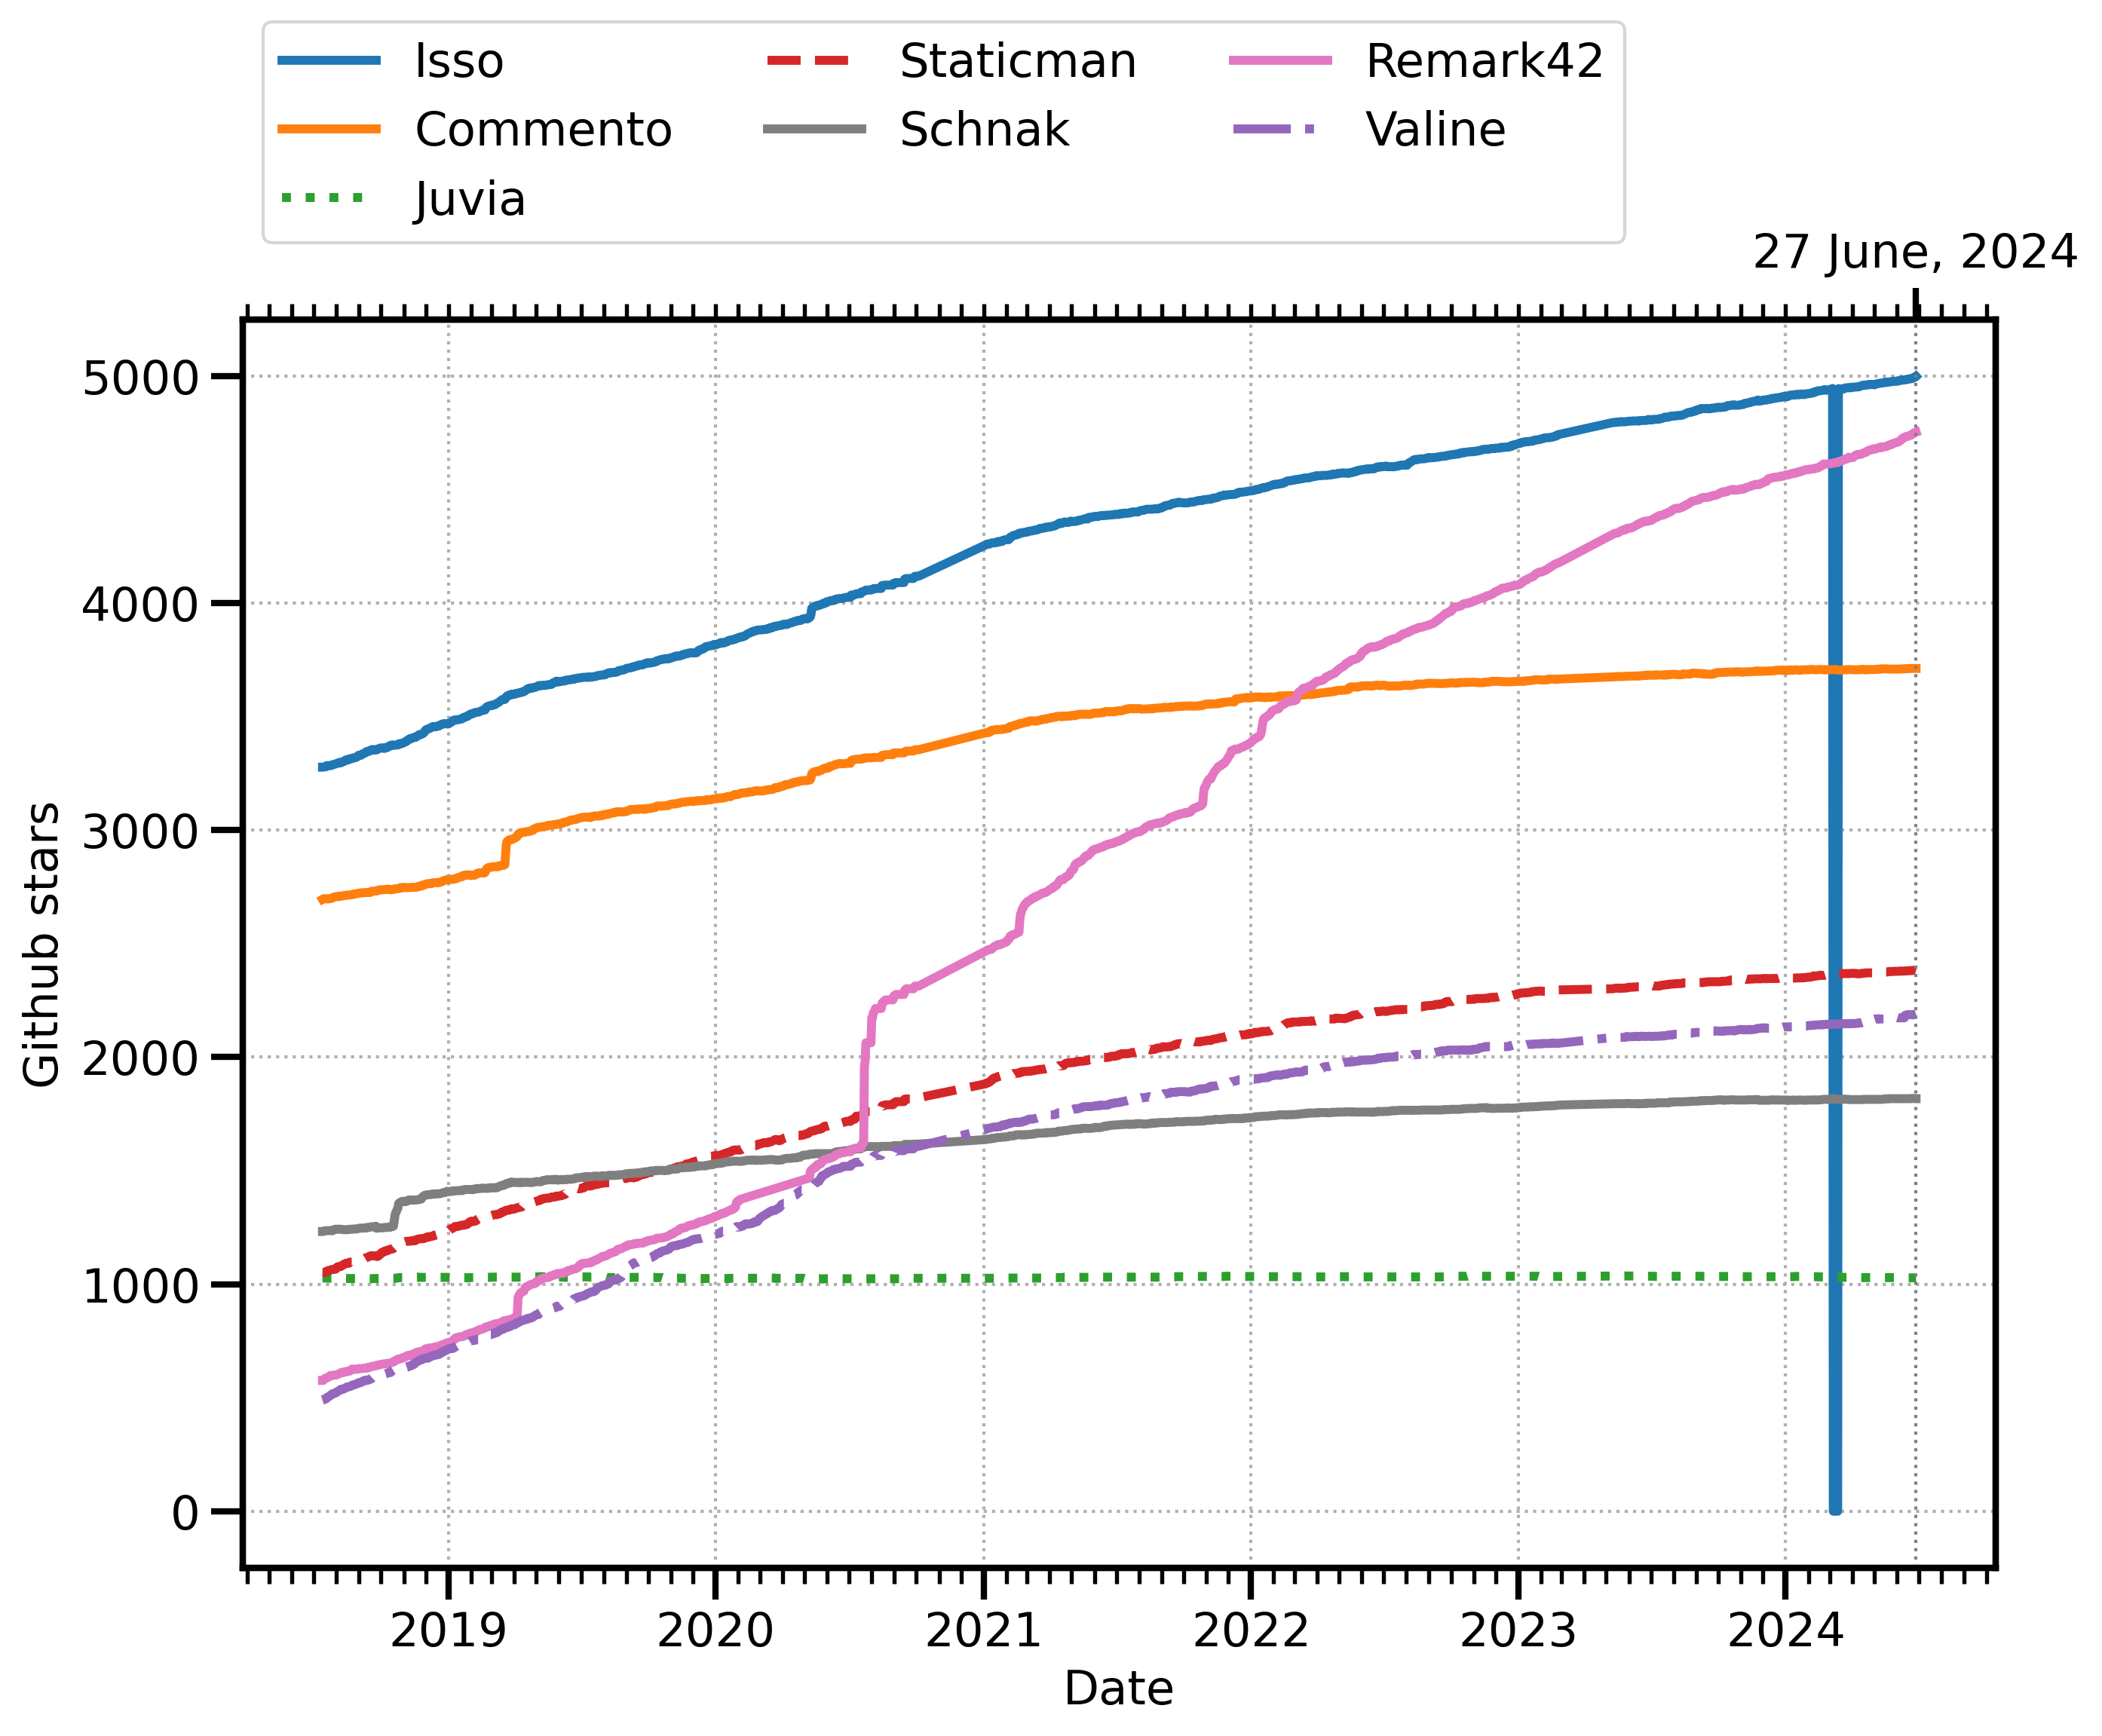 Isso
Staticman
Remark42
Commento
Schnak
Valine
Juvia
27 June, 2024
5000
4000
3000
2000
1000
0
Github stars
2019
2020
2021
2022
2023
2024
Date